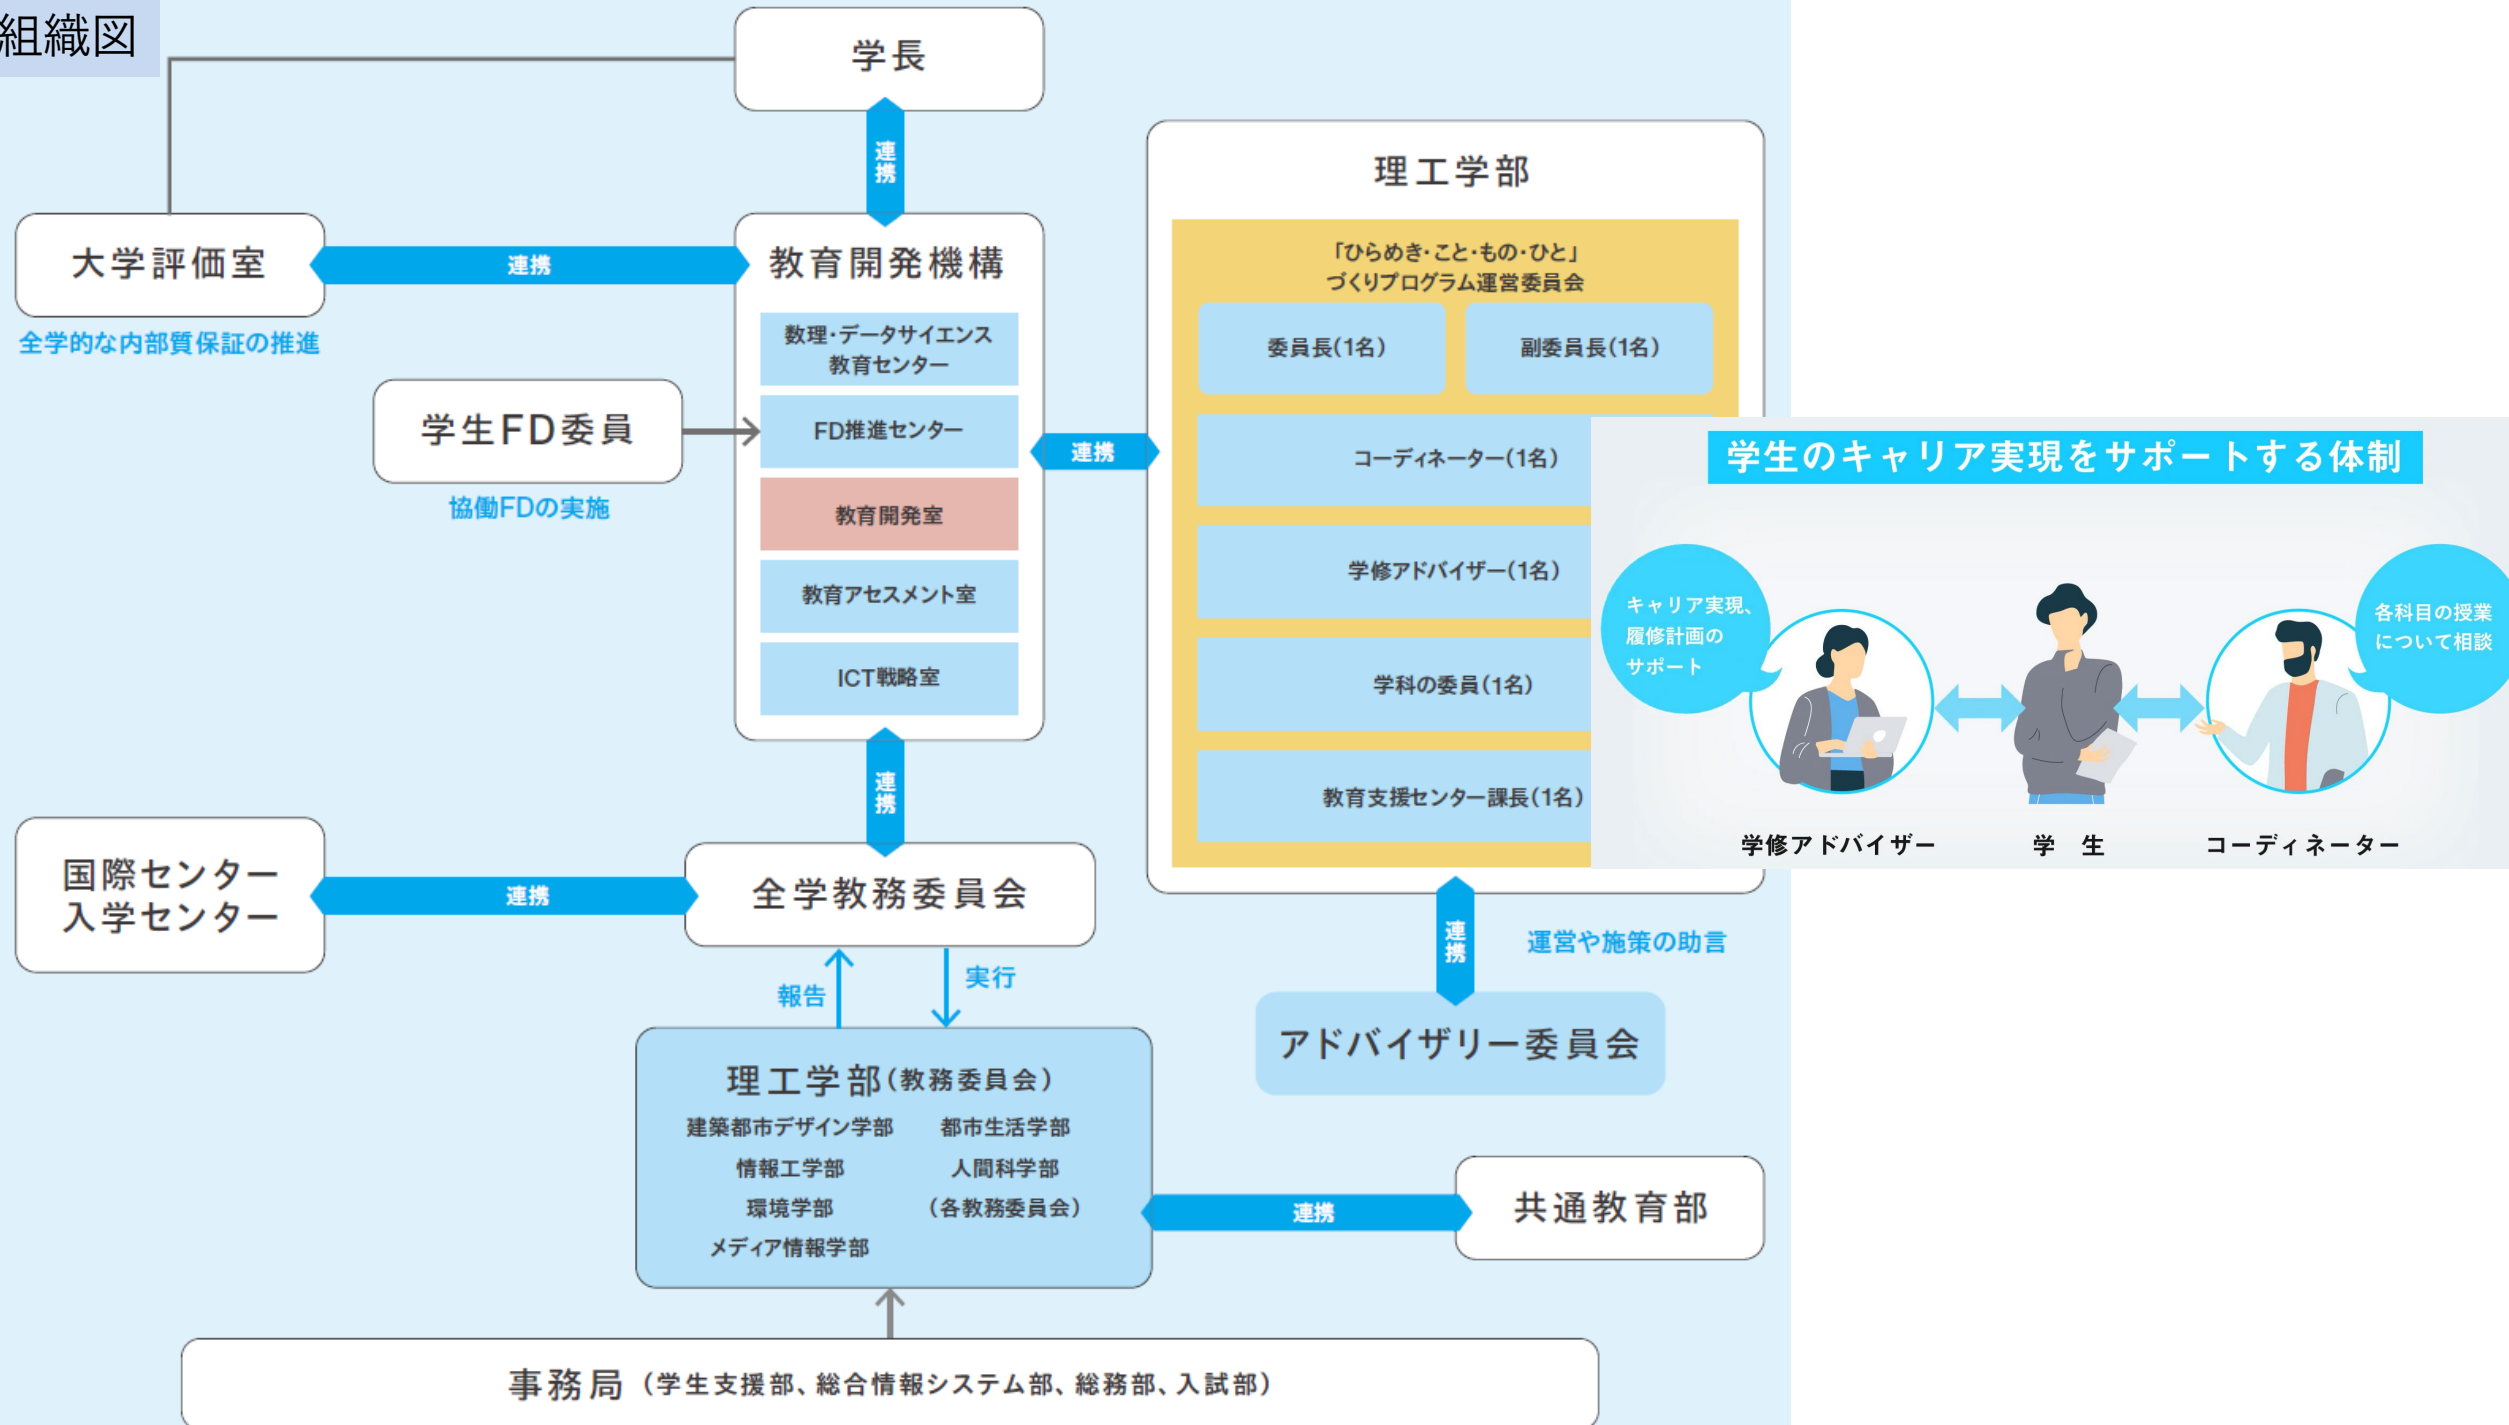 組織図
学長
連携
大学評価室
連携
教育開発機構
全学的な内部質保証の推進
数理・データサイエンス
教育センター
学生FD委員
協働FDの実施
FD推進センター
教育開発室
教育アセスメント室
ICT戦略室
連携
理工学部
「ひらめき・こと・もの・ひと」
づくりプログラム運営委員会
委員長(1名)
副委員長(1名)
コーディネーター(1名)
学修アドバイザー(1名)
学科の委員(1名)
教育支援センター課長(1名)
学生のキャリア実現をサポートする体制
キャリア実現、
履修計画の
サポート
各科目の授業
について相談
学修アドバイザー
学 生
コーディネーター
連携
国際センター
入学センター
連携
全学教務委員会
連携
運営や施策の助言
アドバイザリー委員会
報告
実行
理工学部(教務委員会)
建築都市デザイン学部
都市生活学部
情報工学部
人間科学部
環境学部
(各教務委員会)
メディア情報学部
連携
共通教育部
事務局(学生支援部、総合情報システム部、総務部、入試部)